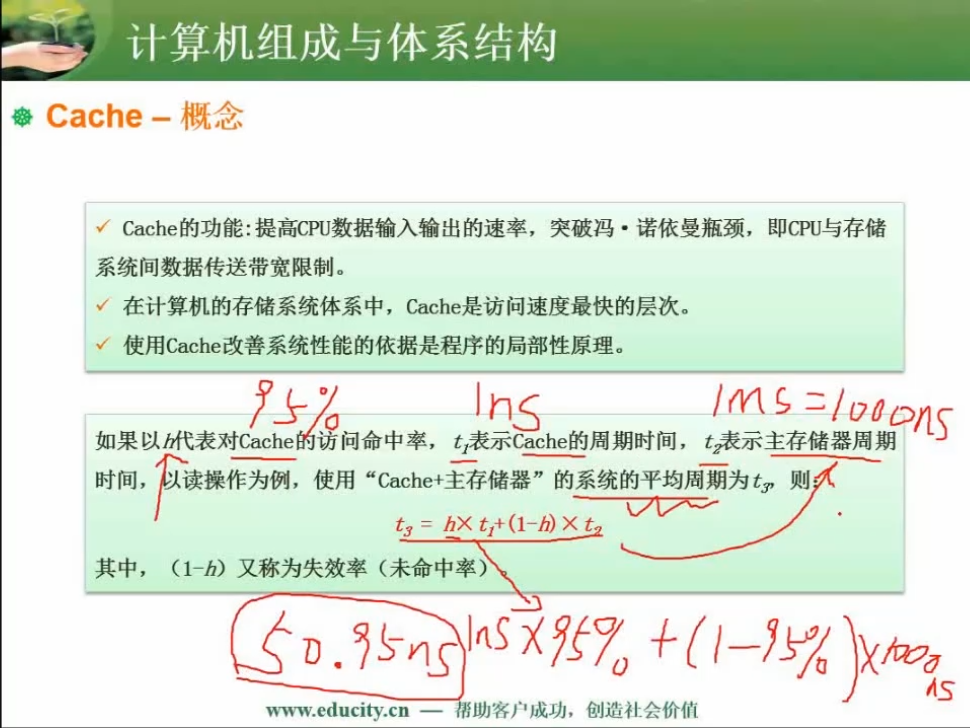 计算机组成与体系结构
Cache – 概念
Cache的功能:提高CPU数据输入输出的速率，突破冯·诺依曼瓶颈，即CPU与存储
系统间数据传送带宽限制。
在计算机的存储系统体系中，Cache是访问速度最快的层次。
使用Cache改善系统性能的依据是程序的局部性原理。
95% 1ns 1ms=1000ns
如果以h代表对Cache的访问命中率，t₁表示Cache的周期时间，t₂表示主存储器周期
时间，以读操作为例，使用“Cache+主存储器”的系统的平均周期为t₃，则：
t₃ = h×t₁+(1-h)×t₂
其中，（1-h）又称为失效率（未命中率）。
50.95ns 1ns×95%+(1-95%)×1000ns
www.educity.cn — 帮助客户成功，创造社会价值